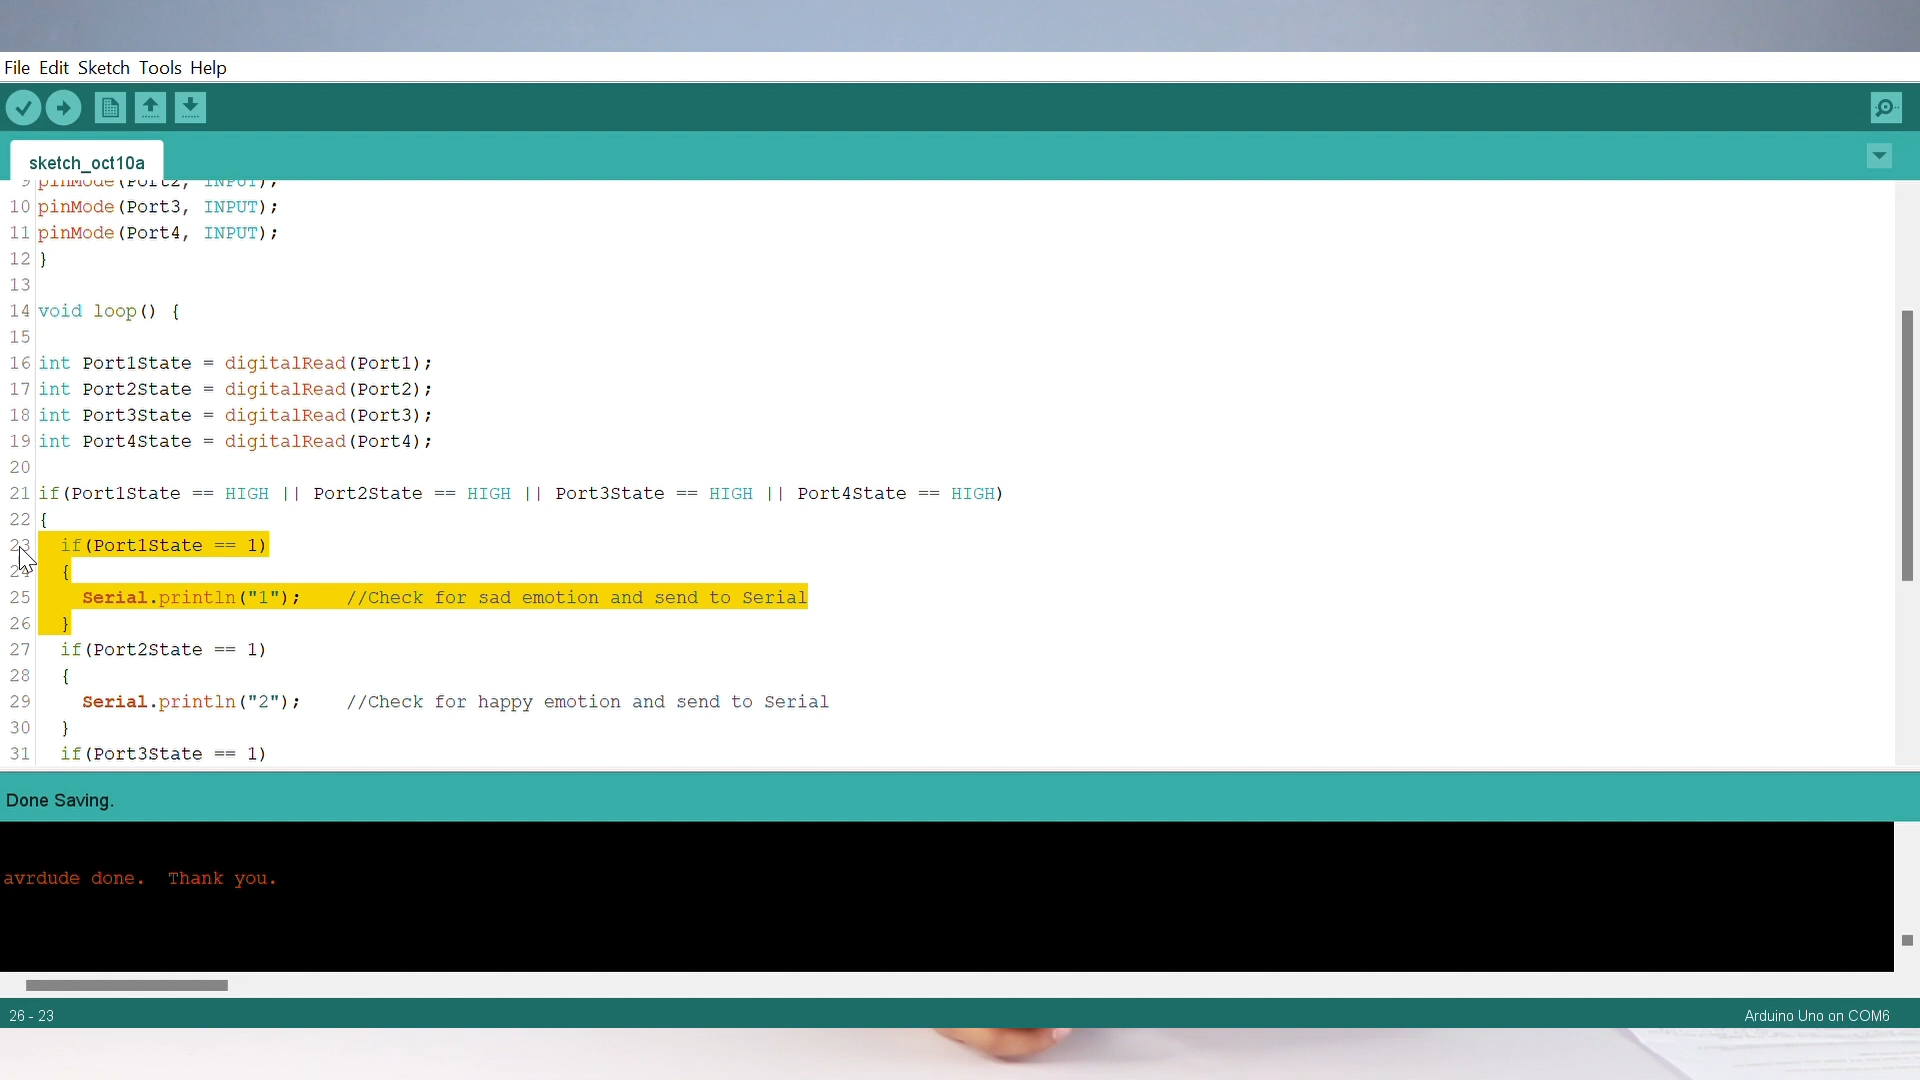 File Edit Sketch Tools Help
sketch_oct10a
9 pinMode(Port2, INPUT);
10 pinMode(Port3, INPUT);
11 pinMode(Port4, INPUT);
12 }
13
14 void loop() {
15
16 int Port1State = digitalRead(Port1);
17 int Port2State = digitalRead(Port2);
18 int Port3State = digitalRead(Port3);
19 int Port4State = digitalRead(Port4);
20
21 if(Port1State == HIGH || Port2State == HIGH || Port3State == HIGH || Port4State == HIGH)
22 {
23 if(Port1State == 1)
24 {
25 Serial.println("1"); //Check for sad emotion and send to Serial
26 }
27 if(Port2State == 1)
28 {
29 Serial.println("2"); //Check for happy emotion and send to Serial
30 }
31 if(Port3State == 1)
Done Saving.
avrdude done. Thank you.
26 - 23
Arduino Uno on COM6